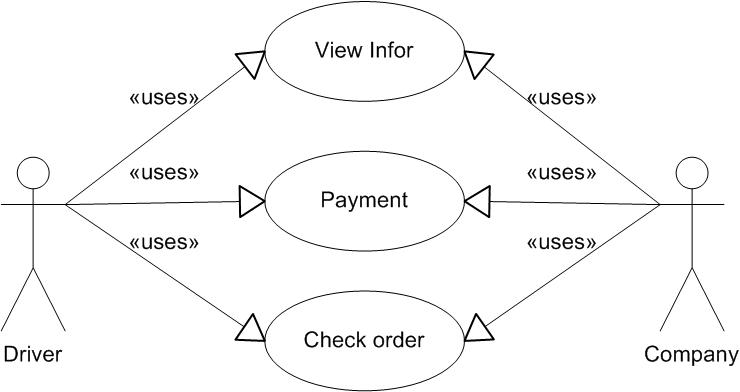 View Infor
«uses»
«uses»
«uses»
«uses»
Payment
«uses»
«uses»
Check order
Driver
Company